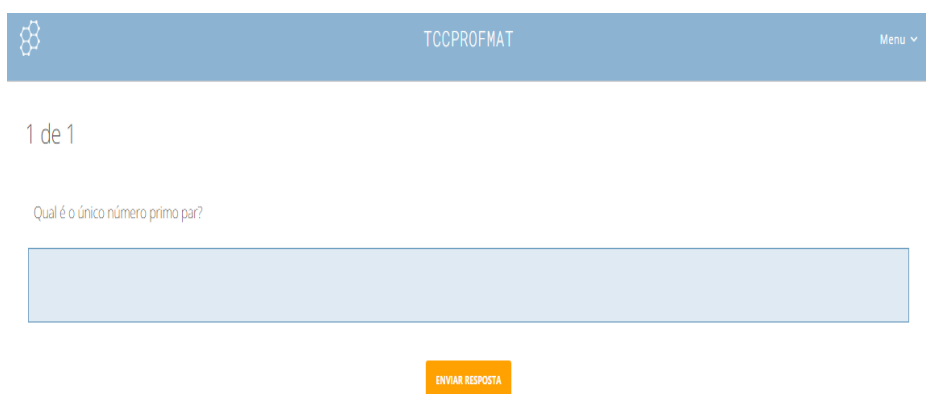 TCCPROFMAT
Menu
1 de 1
Qual é o único número primo par?
ENVIAR RESPOSTA